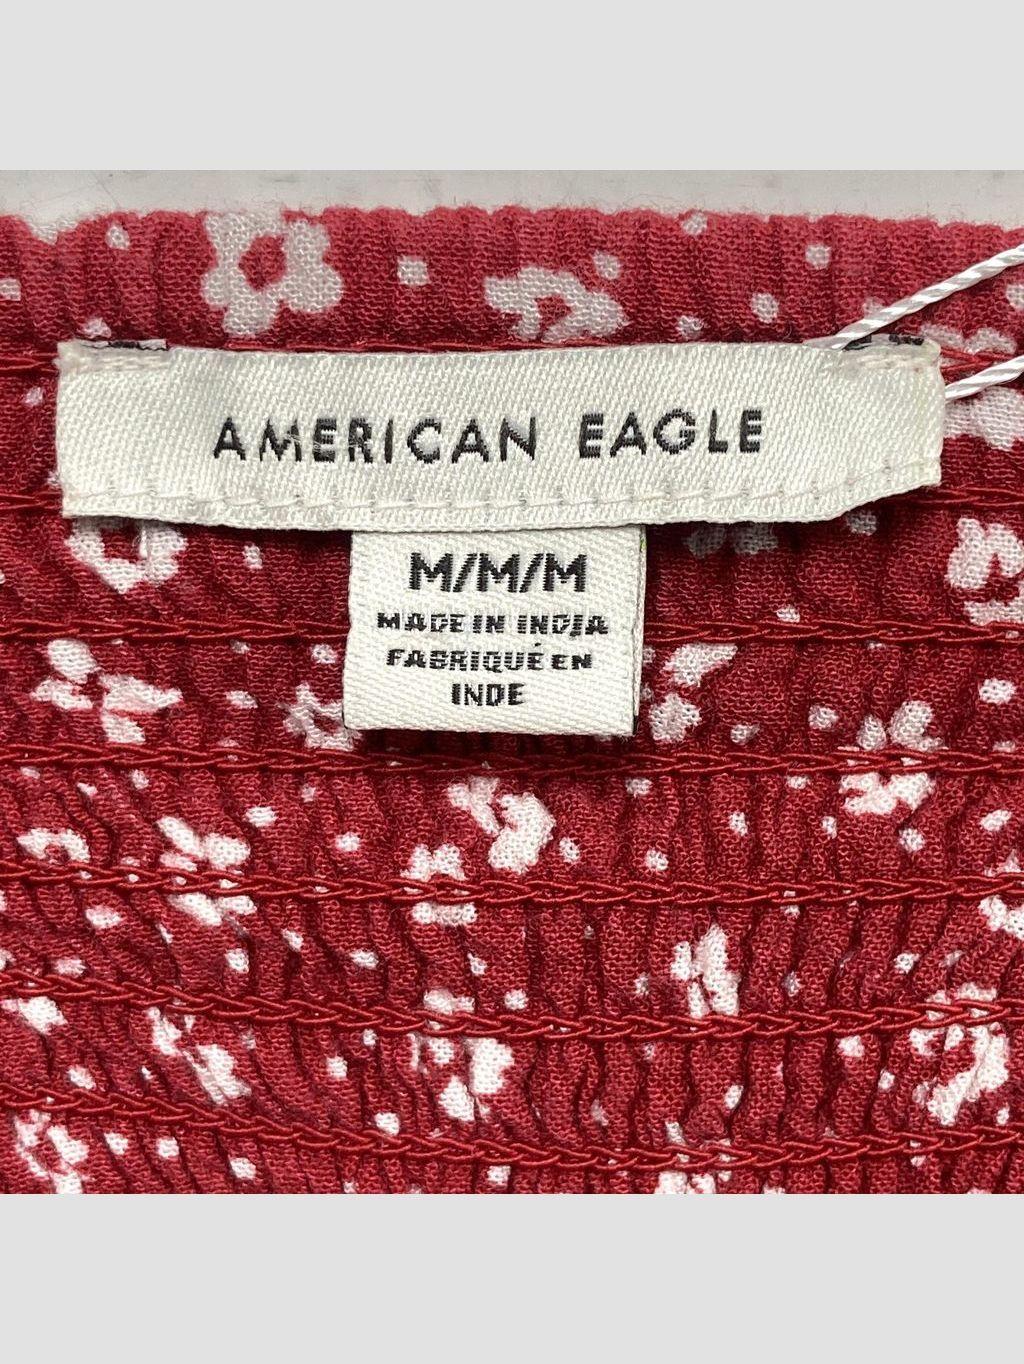 AMERICAN EAGLE
M/M/M
MADE IN INDIA
FABRIQUÉ EN
INDE